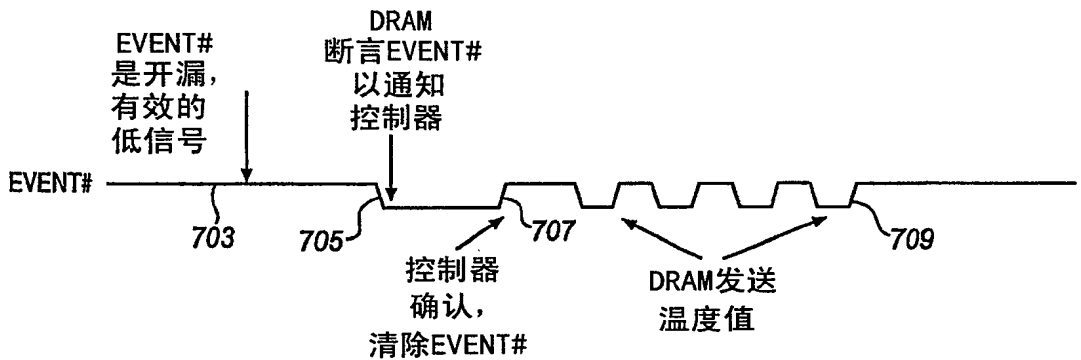 EVENT#
是开漏，
有效的
低信号
DRAM
断言EVENT#
以通知
控制器
EVENT#
703
705
707
709
控制器
确认，
清除EVENT#
DRAM发送
温度值